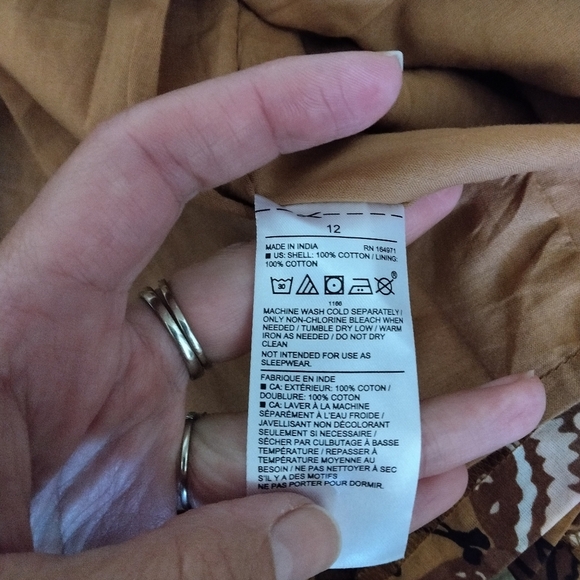 12
MADE IN INDIA RN 164971
■ US: SHELL: 100% COTTON / LINING:
100% COTTON
30
1166
MACHINE WASH COLD SEPARATELY /
ONLY NON-CHLORINE BLEACH WHEN
NEEDED / TUMBLE DRY LOW / WARM
IRON AS NEEDED / DO NOT DRY
CLEAN
NOT INTENDED FOR USE AS
SLEEPWEAR.
FABRIQUE EN INDE
■ CA: EXTÉRIEUR: 100% COTON /
DOUBLURE: 100% COTON
■ CA: LAVER À LA MACHINE
SÉPARÉMENT À L'EAU FROIDE /
JAVELLISANT NON DÉCOLORANT
SEULEMENT SI NECESSAIRE /
SÉCHER PAR CULBUTAGE À BASSE
TEMPÉRATURE / REPASSER À
TEMPÉRATURE MOYENNE AU
BESOIN / NE PAS NETTOYER À SEC
S'IL Y A DES MOTIFS
NE PAS PORTER POUR DORMIR.